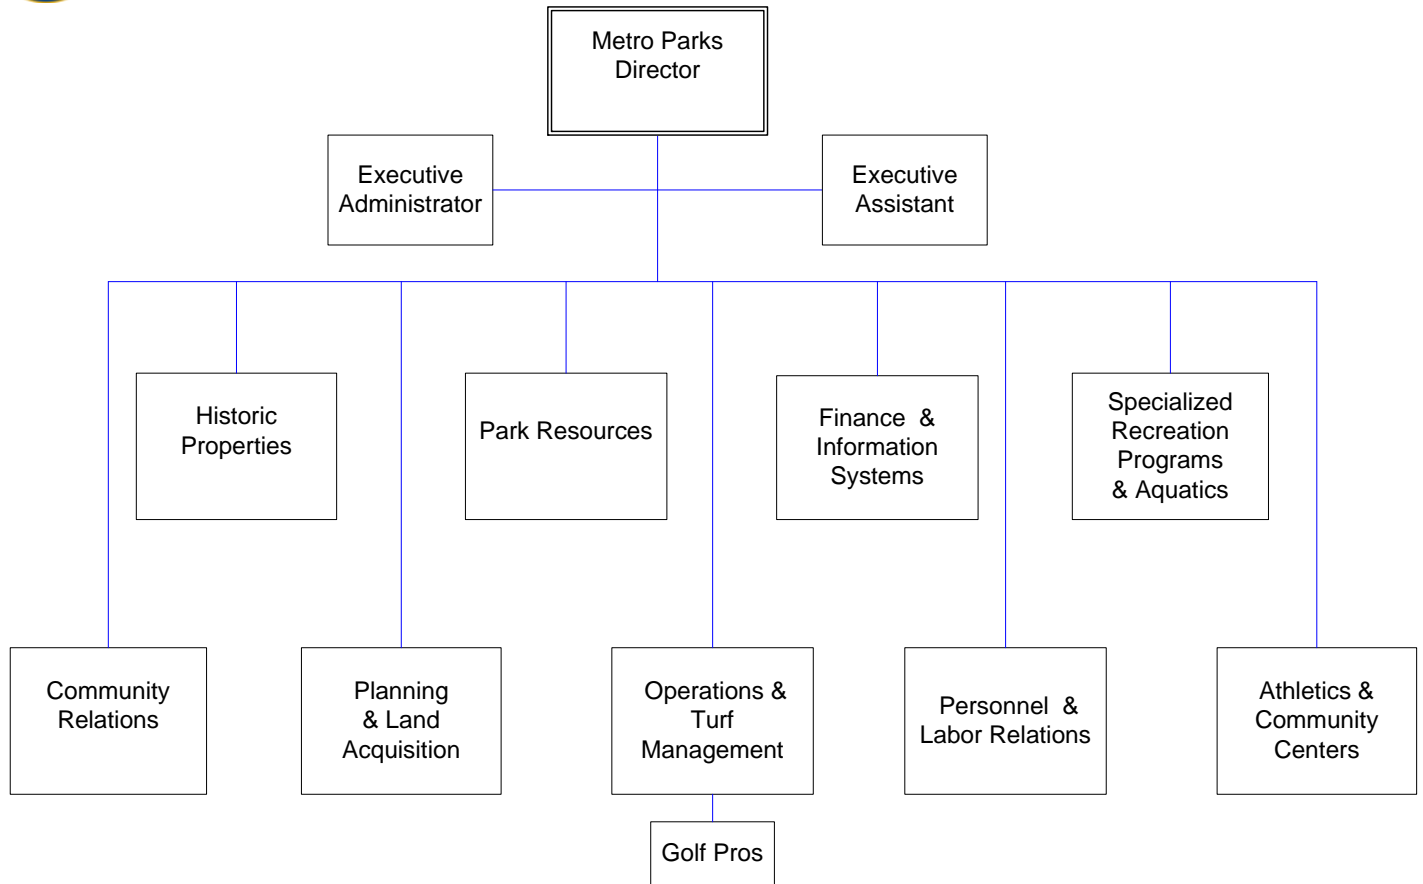 Metro Parks
Director
Executive
Administrator
Executive
Assistant
Historic
Properties
Park Resources
Finance &
Information
Systems
Specialized
Recreation
Programs
& Aquatics
Community
Relations
Planning
& Land
Acquisition
Operations &
Turf
Management
Personnel &
Labor Relations
Athletics &
Community
Centers
Golf Pros